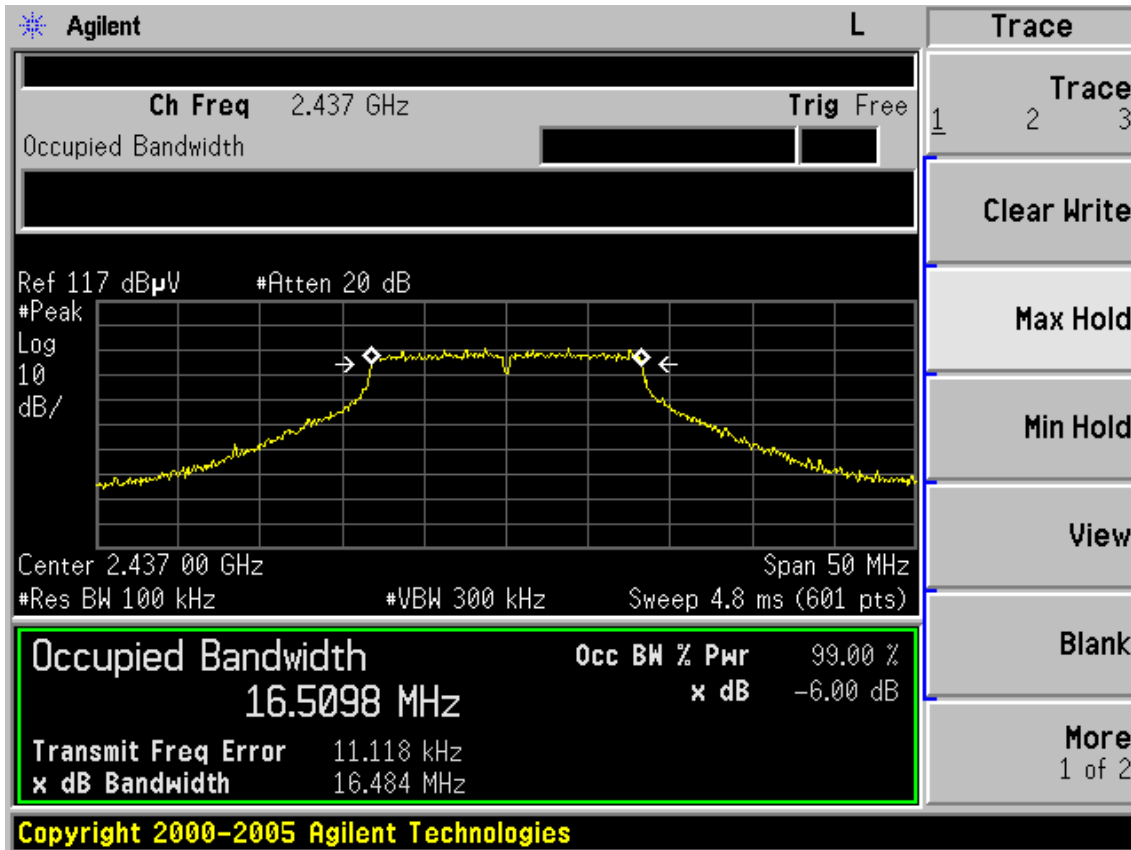 Agilent
L
Trace
Ch Freq 2.437 GHz
Trig Free
Occupied Bandwidth
Trace
1 2 3
Clear Write
Max Hold
Min Hold
View
Blank
More
1 of 2
Ref 117 dBµV #Atten 20 dB
#Peak
Log
10
dB/
Center 2.437 00 GHz Span 50 MHz
#Res BW 100 kHz #VBW 300 kHz Sweep 4.8 ms (601 pts)
Occupied Bandwidth
16.5098 MHz
Occ BW % Pwr 99.00 %
x dB -6.00 dB
Transmit Freq Error 11.118 kHz
x dB Bandwidth 16.484 MHz
Copyright 2000-2005 Agilent Technologies